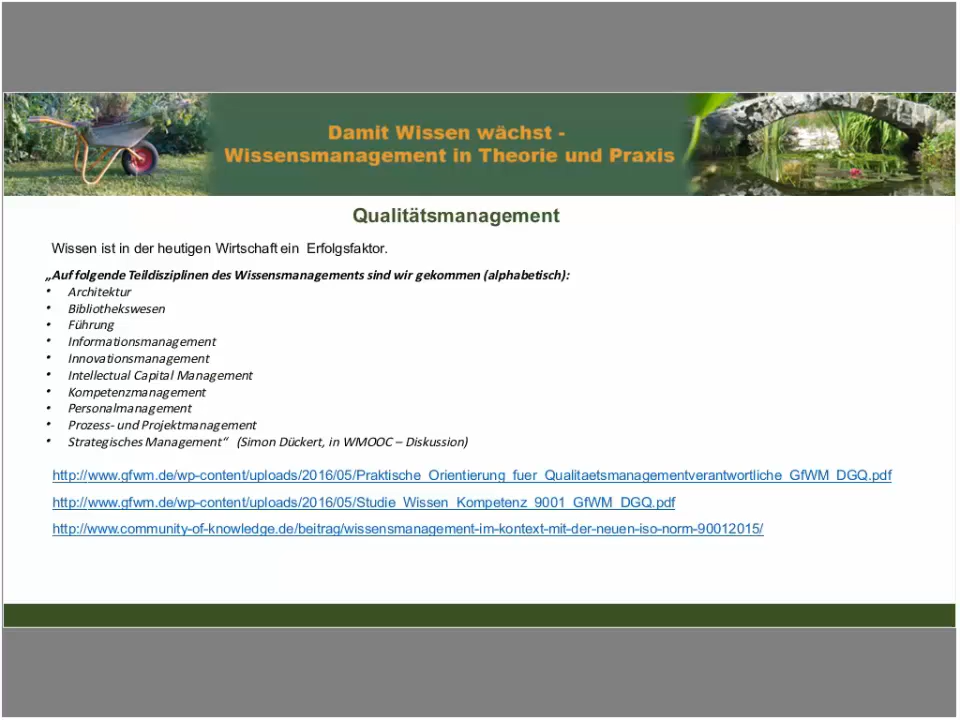 Damit Wissen wächst -
Wissensmanagement in Theorie und Praxis
Qualitätsmanagement
Wissen ist in der heutigen Wirtschaft ein Erfolgsfaktor.
„Auf folgende Teildisziplinen des Wissensmanagements sind wir gekommen (alphabetisch):
• Architektur
• Bibliothekswesen
• Führung
• Informationsmanagement
• Innovationsmanagement
• Intellectual Capital Management
• Kompetenzmanagement
• Personalmanagement
• Prozess- und Projektmanagement
• Strategisches Management“ (Simon Dückert, in WMOOC – Diskussion)
http://www.gfwm.de/wp-content/uploads/2016/05/Praktische_Orientierung_fuer_Qualitaetsmanagementverantwortliche_GfWM_DGQ.pdf
http://www.gfwm.de/wp-content/uploads/2016/05/Studie_Wissen_Kompetenz_9001_GfWM_DGQ.pdf
http://www.community-of-knowledge.de/beitrag/wissensmanagement-im-kontext-mit-der-neuen-iso-norm-90012015/